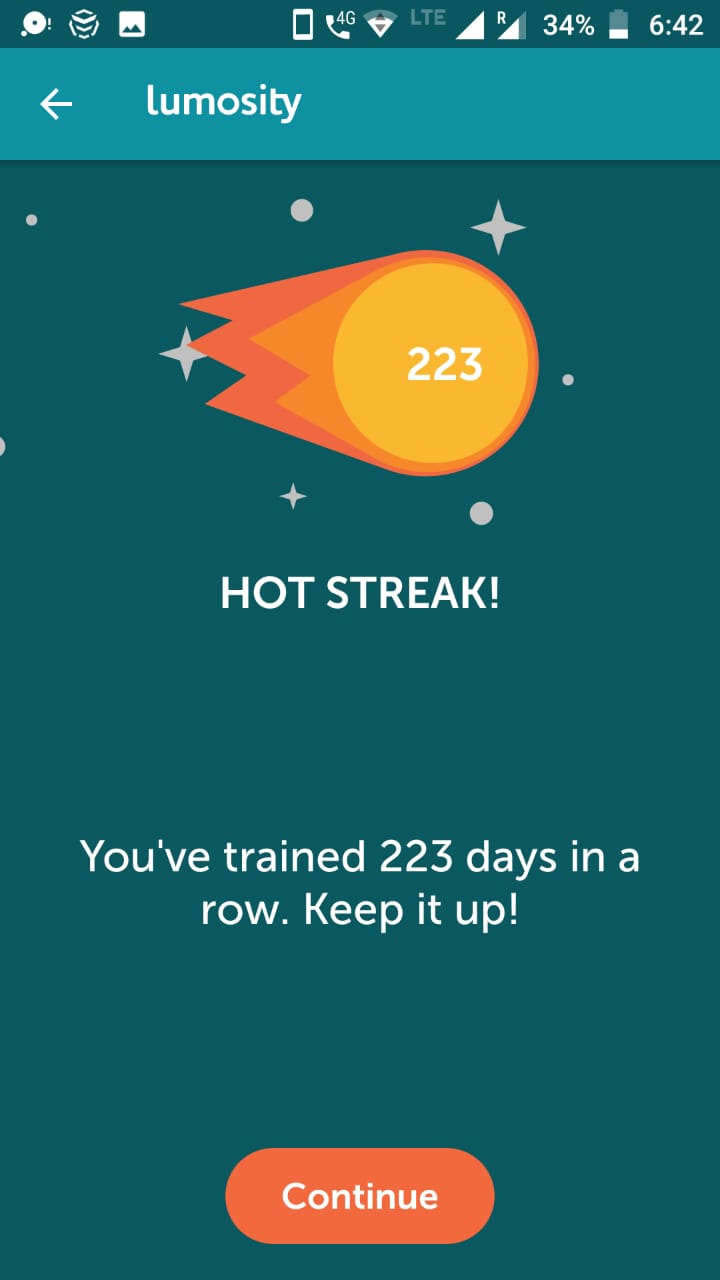 4G LTE R 34% 6:42
lumosity
223
HOT STREAK!
You've trained 223 days in a
row. Keep it up!
Continue